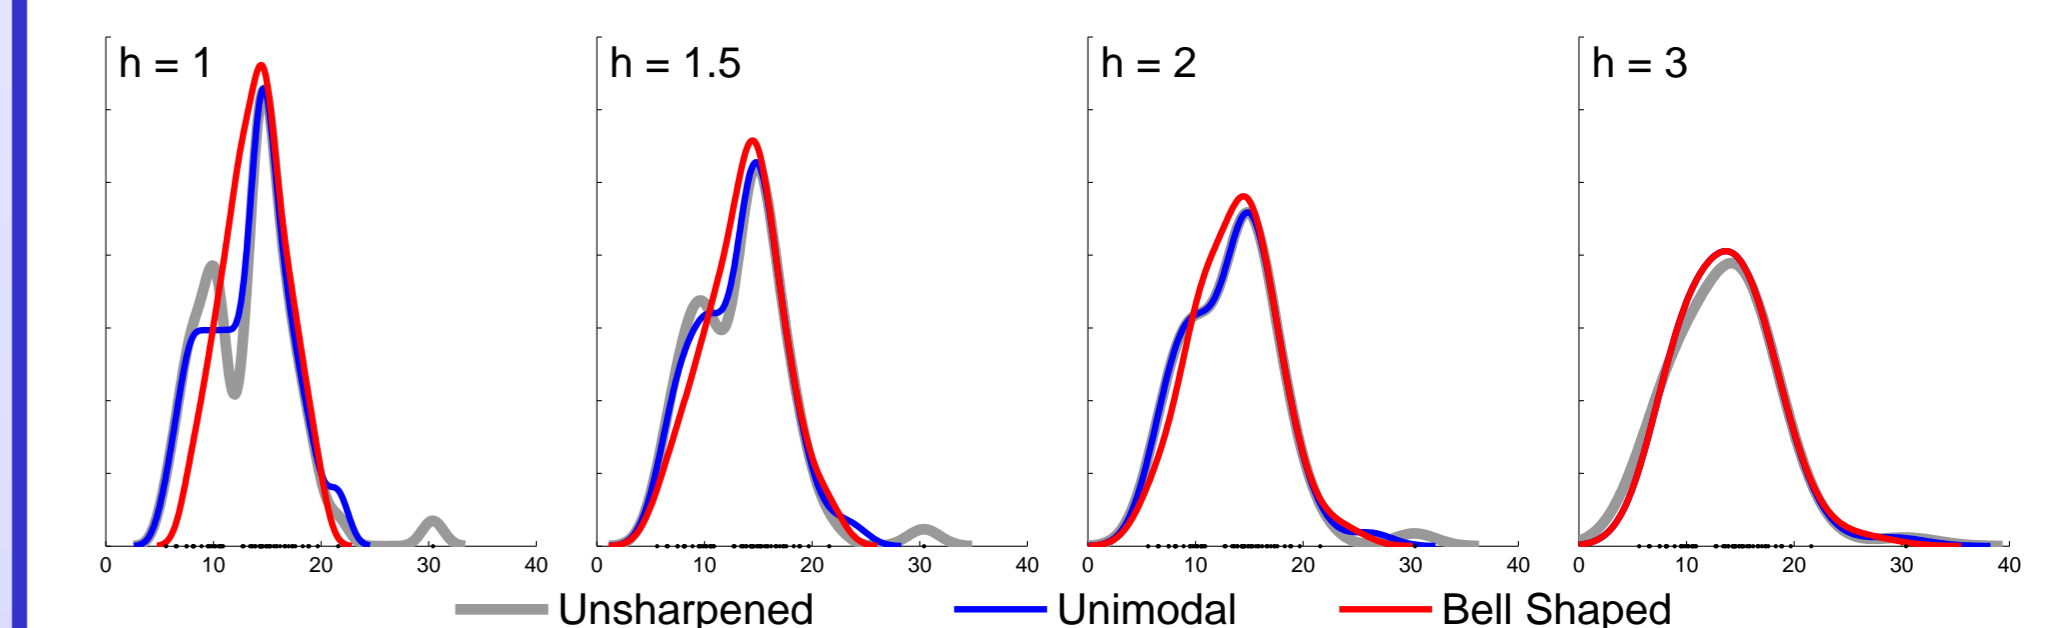 h = 1 h = 1.5 h = 2 h = 3
0 10 20 30 40 0 10 20 30 40 0 10 20 30 40 0 10 20 30 40
Unsharpened Unimodal Bell Shaped